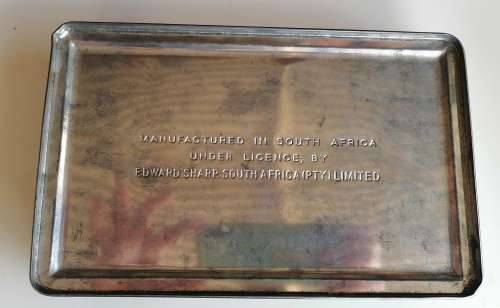 MANUFACTURED IN SOUTH AFRICA
UNDER LICENCE, BY
EDWARD SHARP. SOUTH AFRICA (PTY) LIMITED